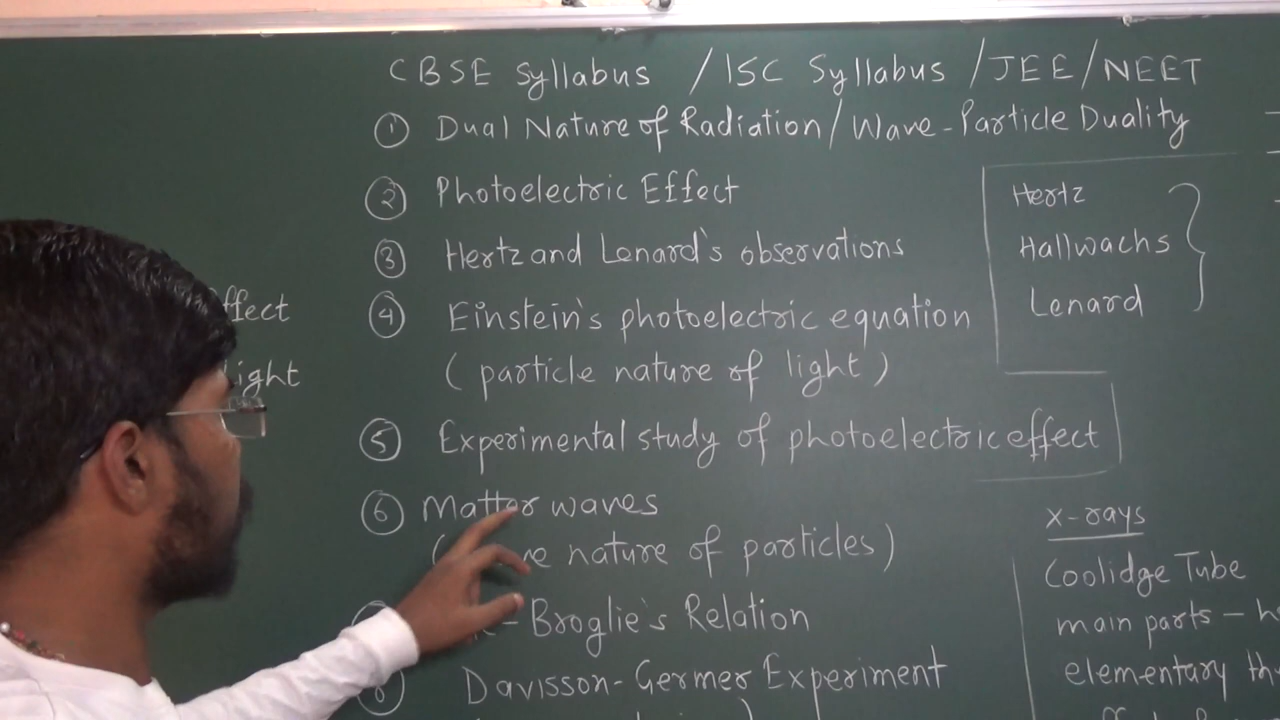 CBSE Syllabus / ISC Syllabus / JEE / NEET
① Dual Nature of Radiation / Wave-Particle Duality
② Photoelectric Effect
③ Hertz and Lenard's observations
④ Einstein's photoelectric equation
(particle nature of light)
⑤ Experimental study of photoelectric effect
⑥ Matter waves
nature of particles)
Broglie's Relation
⑧ Davisson-Germer Experiment
Hertz
Hallwachs
Lenard
x-rays
Coolidge Tube
main parts -
elementary